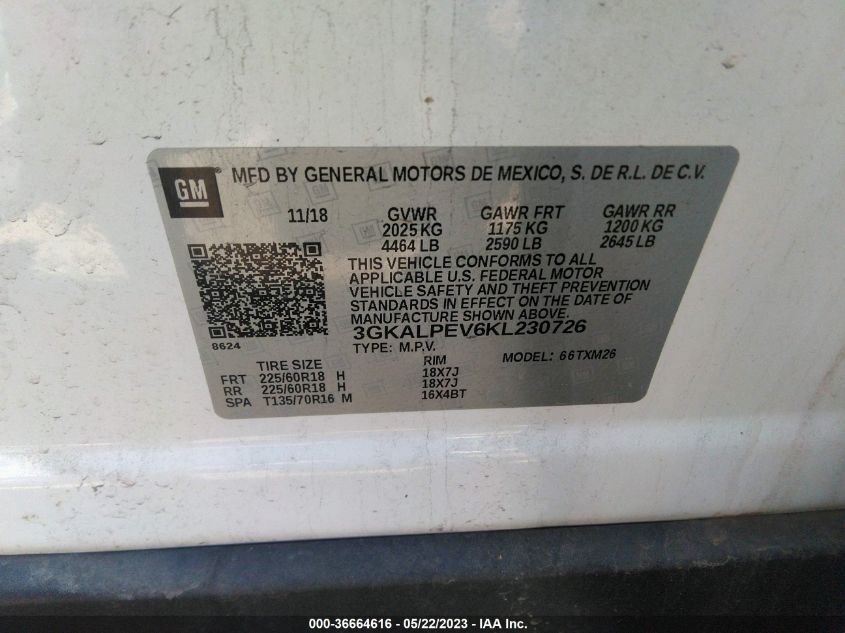 GM
MFD BY GENERAL MOTORS DE MEXICO, S. DE R.L. DE C.V.
11/18 GVWR GAWR FRT GAWR RR
2025 KG 1175 KG 1200 KG
4464 LB 2590 LB 2645 LB
THIS VEHICLE CONFORMS TO ALL
APPLICABLE U.S. FEDERAL MOTOR
VEHICLE SAFETY AND THEFT PREVENTION
STANDARDS IN EFFECT ON THE DATE OF
MANUFACTURE SHOWN ABOVE.
3GKALPEV6KL230726
8624
TYPE: M.P.V. MODEL: 66TXM26
TIRE SIZE RIM
FRT 225/60R18 H 18X7J
RR 225/60R18 H 18X7J
SPA T135/70R16 M 16X4BT
000-36664616 - 05/22/2023 - IAA Inc.